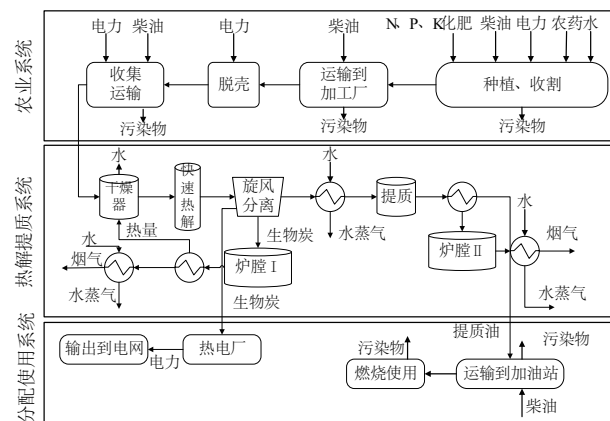 农业系统
电力
柴油
N、P、K化肥
柴油
电力
农药
水
收集
运输
脱壳
运输到
加工厂
种植、收割
污染物
污染物
污染物
热解提质系统
水
干燥器
快速热解
旋风
分离
水
提质
水
热量
水
生物炭
水蒸气
炉膛Ⅰ
炉膛Ⅱ
烟气
烟气
水蒸气
生物炭
水蒸气
分配使用系统
提质油
污染物
污染物
输出到电网
电力
热电厂
燃烧使用
运输到加油站
柴油